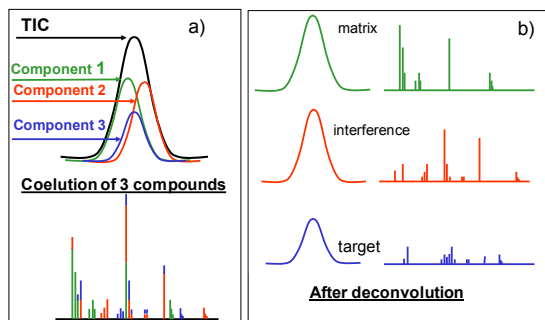 TIC
a)
Component 1
Component 2
Component 3
Coelution of 3 compounds
b)
matrix
interference
target
After deconvolution